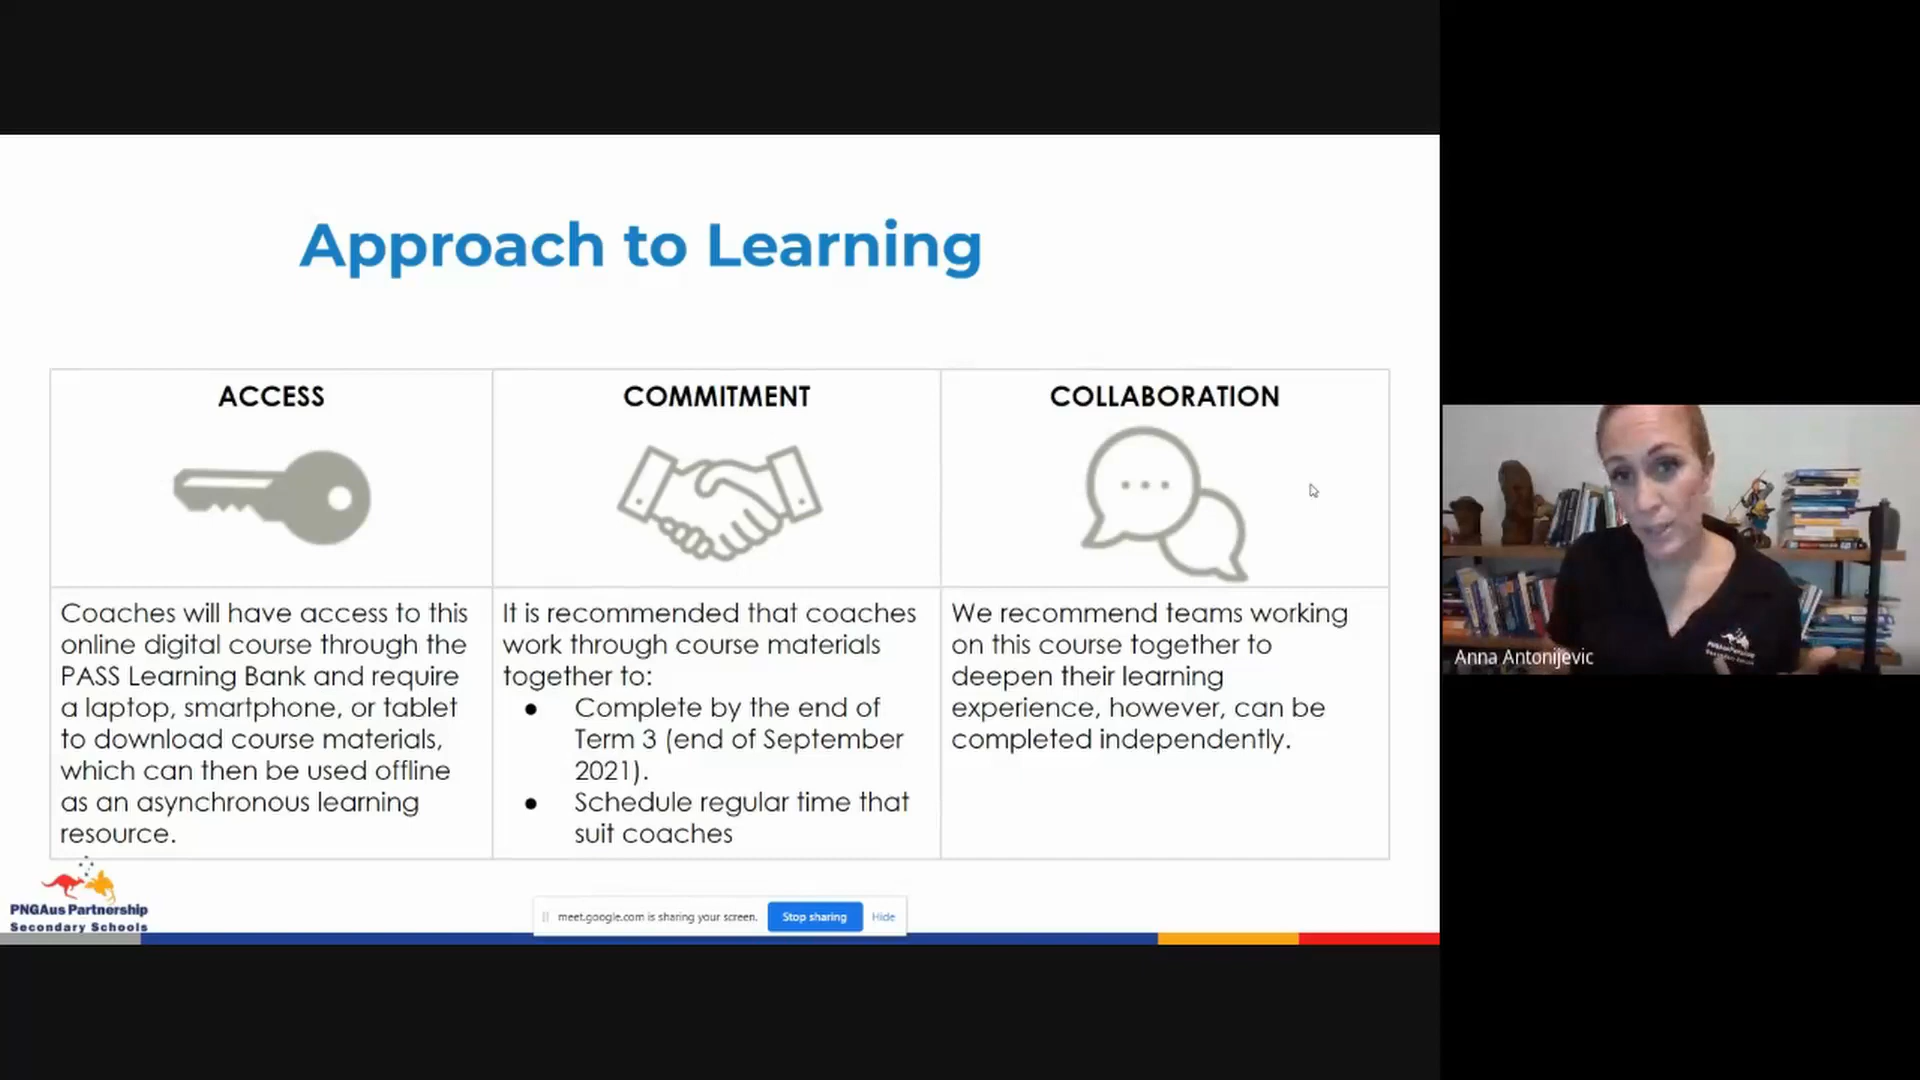 Approach to Learning
ACCESS
COMMITMENT
COLLABORATION
Coaches will have access to this
online digital course through the
PASS Learning Bank and require
a laptop, smartphone, or tablet
to download course materials,
which can then be used offline
as an asynchronous learning
resource.
It is recommended that coaches
work through course materials
together to:
● Complete by the end of
Term 3 (end of September
2021).
● Schedule regular time that
suit coaches
We recommend teams working
on this course together to
deepen their learning
experience, however, can be
completed independently.
PNGAus Partnership
Secondary Schools
meet.google.com is sharing your screen.
Stop sharing
Hide
Anna Antonijevic
PNGAusPartnership
Secondary Schools